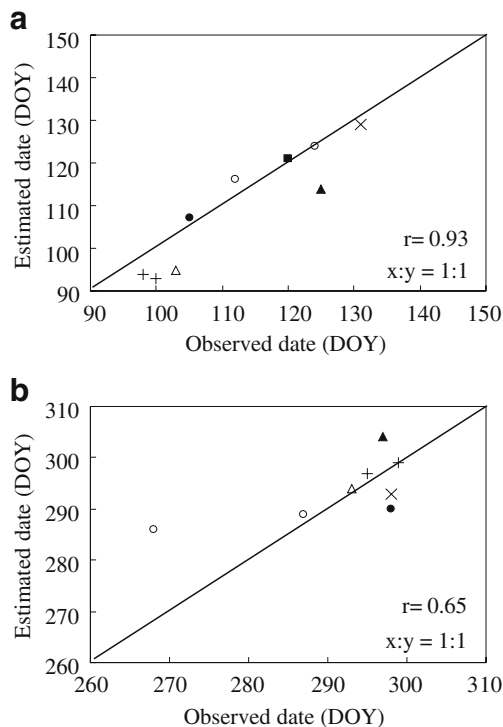 a
150
140
130
120
110
100
90
Estimated date (DOY)
r= 0.93
x:y = 1:1
90 100 110 120 130 140 150
Observed date (DOY)
b
310
300
290
280
270
260
Estimated date (DOY)
r= 0.65
x:y = 1:1
260 270 280 290 300 310
Observed date (DOY)